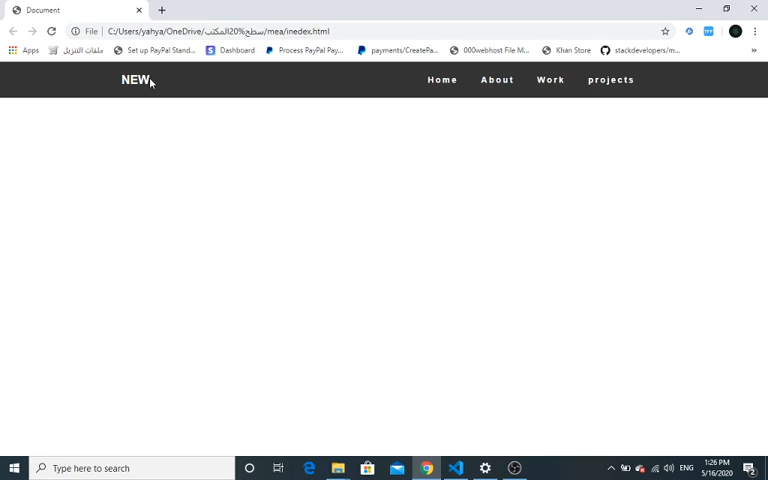 Document
File C:/Users/yahya/OneDrive/سطح%20المكتب/mea/inedex.html
Apps ملفات التنزيل Set up PayPal Stand... Dashboard Process PayPal Pay... payments/CreatePa... 000webhost File M... Khan Store stackdevelopers/m... »
NEW Home About Work projects
Type here to search ENG 1:26 PM
5/16/2020
2